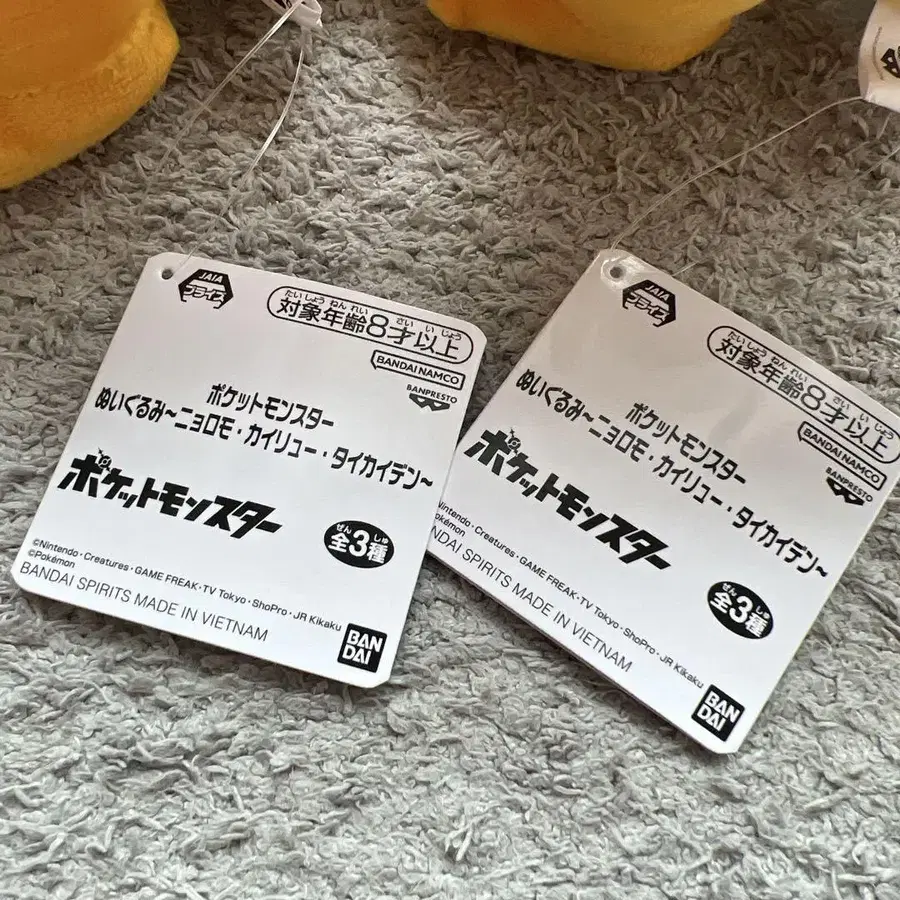 JAIA
プライズ
たいしょうねんれい さい いじょう
対象年齢8才以上
BANDAI NAMCO
BANPRESTO
ポケットモンスター
ぬいぐるみ～ニョロモ・カイリュー・タイカイデン～
ポケットモンスター
ぜん しゅ
全3種
©Nintendo・Creatures・GAME FREAK・TV Tokyo・ShoPro・JR Kikaku
©Pokémon
BANDAI SPIRITS MADE IN VIETNAM
BAN
DAI
JAIA
プライズ
たいしょうねんれい さい いじょう
対象年齢8才以上
BANDAI NAMCO
BANPRESTO
ポケットモンスター
ぬいぐるみ～ニョロモ・カイリュー・タイカイデン～
ポケットモンスター
ぜん しゅ
全3種
Nintendo・Creatures・GAME FREAK・TV Tokyo・ShoPro・JR Kikaku
BANDAI SPIRITS MADE IN VIETNAM
BAN
DAI